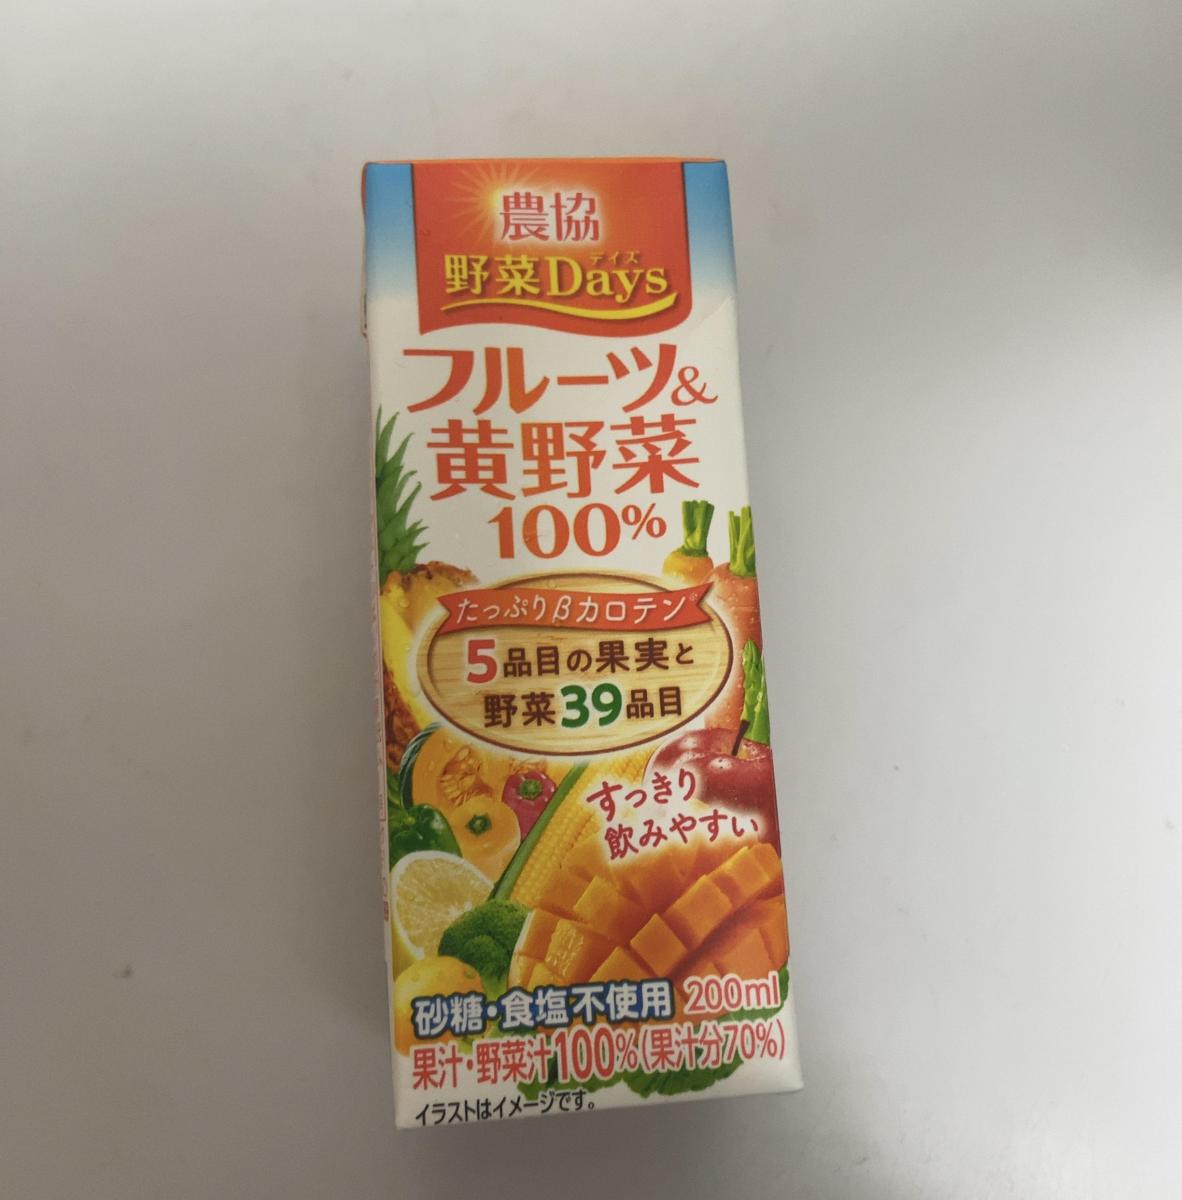 農協
デイズ
野菜Days
フルーツ&
黄野菜
100%
たっぷりβカロテン※
5品目の果実と
野菜39品目
すっきり
飲みやすい
砂糖・食塩不使用 200ml
果汁・野菜汁100%(果汁分70%)
イラストはイメージです。